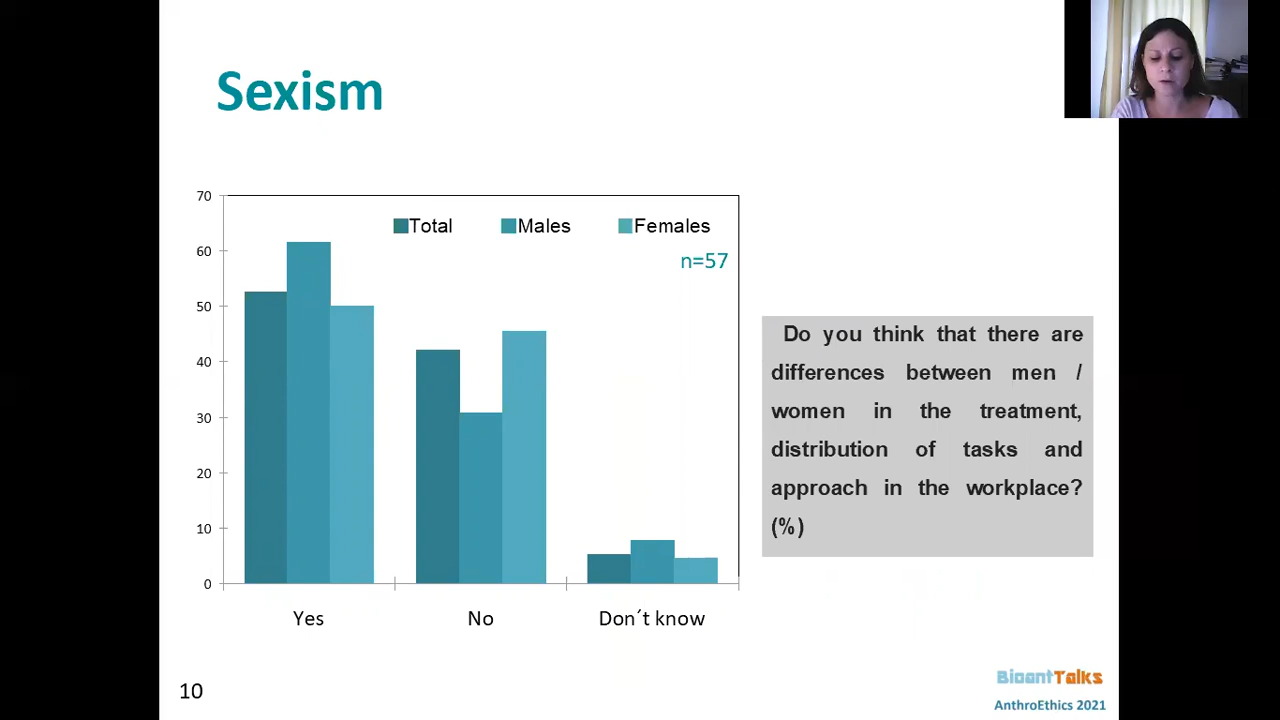 Sexism
70
60
50
40
30
20
10
0
Total Males Females
n=57
Yes No Don´t know
Do you think that there are
differences between men /
women in the treatment,
distribution of tasks and
approach in the workplace?
(%)
10
BioantTalks
AnthroEthics 2021